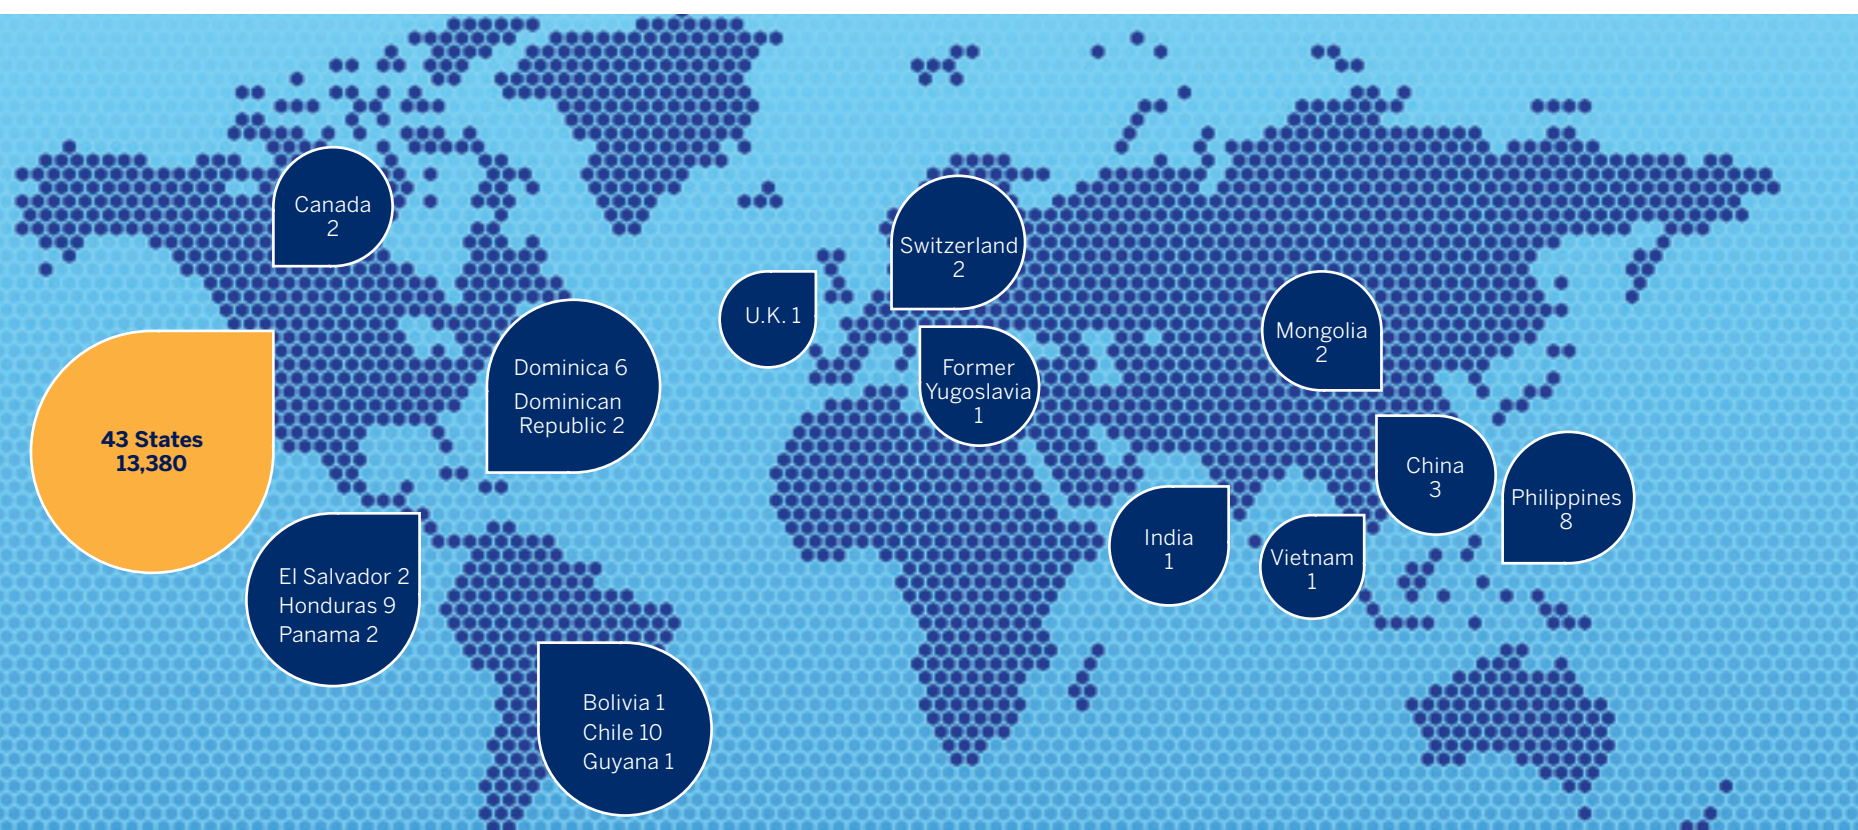 Canada
2
Switzerland
2
U.K. 1
Mongolia
2
43 States
13,380
Dominica 6
Dominican
Republic 2
Former
Yugoslavia
1
China
3
Philippines
8
India
1
Vietnam
1
El Salvador 2
Honduras 9
Panama 2
Bolivia 1
Chile 10
Guyana 1